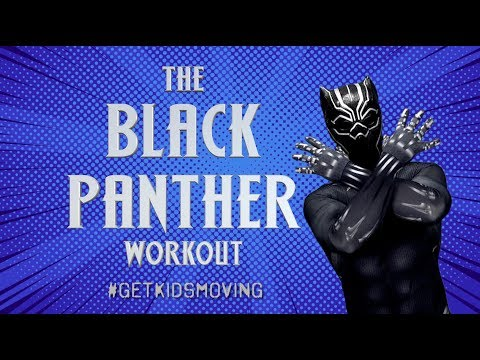 THE
BLACK
PANTHER
WORKOUT
#GETKIDSMOVING